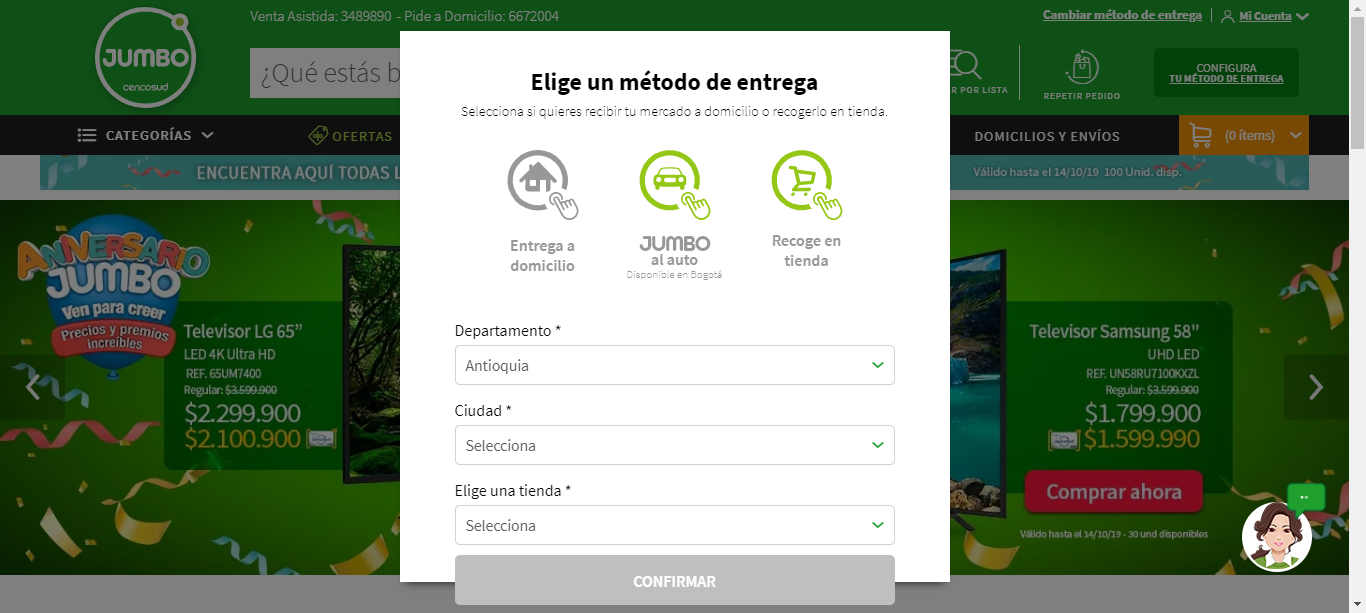 Venta Asistida: 3489890 - Pide a Domicilio: 6672004
Cambiar método de entrega
Mi Cuenta
JUMBO
cencosud
¿Qué estás b
R POR LISTA
REPETIR PEDIDO
CONFIGURA
TU MÉTODO DE ENTREGA
CATEGORÍAS
OFERTAS
DOMICILIOS Y ENVÍOS
(0 ítems)
ENCUENTRA AQUÍ TODAS L
Válido hasta el 14/10/19 100 Unid. disp.
Elige un método de entrega
Selecciona si quieres recibir tu mercado a domicilio o recogerlo en tienda.
Entrega a
domicilio
JUMBO
al auto
Disponible en Bogotá
Recoge en
tienda
Departamento *
Antioquia
Ciudad *
Selecciona
Elige una tienda *
Selecciona
CONFIRMAR
ANIVERSARIO
JUMBO
Ven para creer
Precios y premios
increíbles
Televisor LG 65”
LED 4K Ultra HD
REF. 65UM7400
Regular: $3.599.900
$2.299.900
$2.100.900
Televisor Samsung 58"
UHD LED
REF. UN58RU7100KXZL
Regular: $3.599.900
$1.799.900
$1.599.990
Comprar ahora
Válido hasta el 14/10/19 - 30 und disponibles